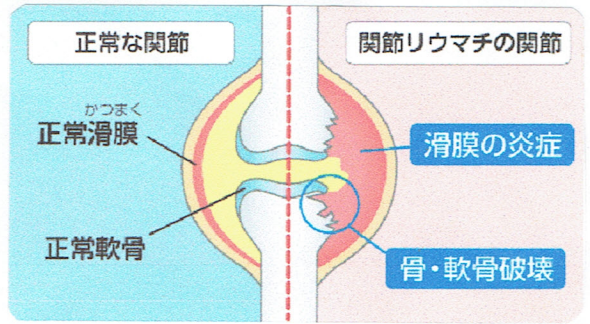 正常な関節
関節リウマチの関節
かつまく
正常滑膜
滑膜の炎症
正常軟骨
骨・軟骨破壊